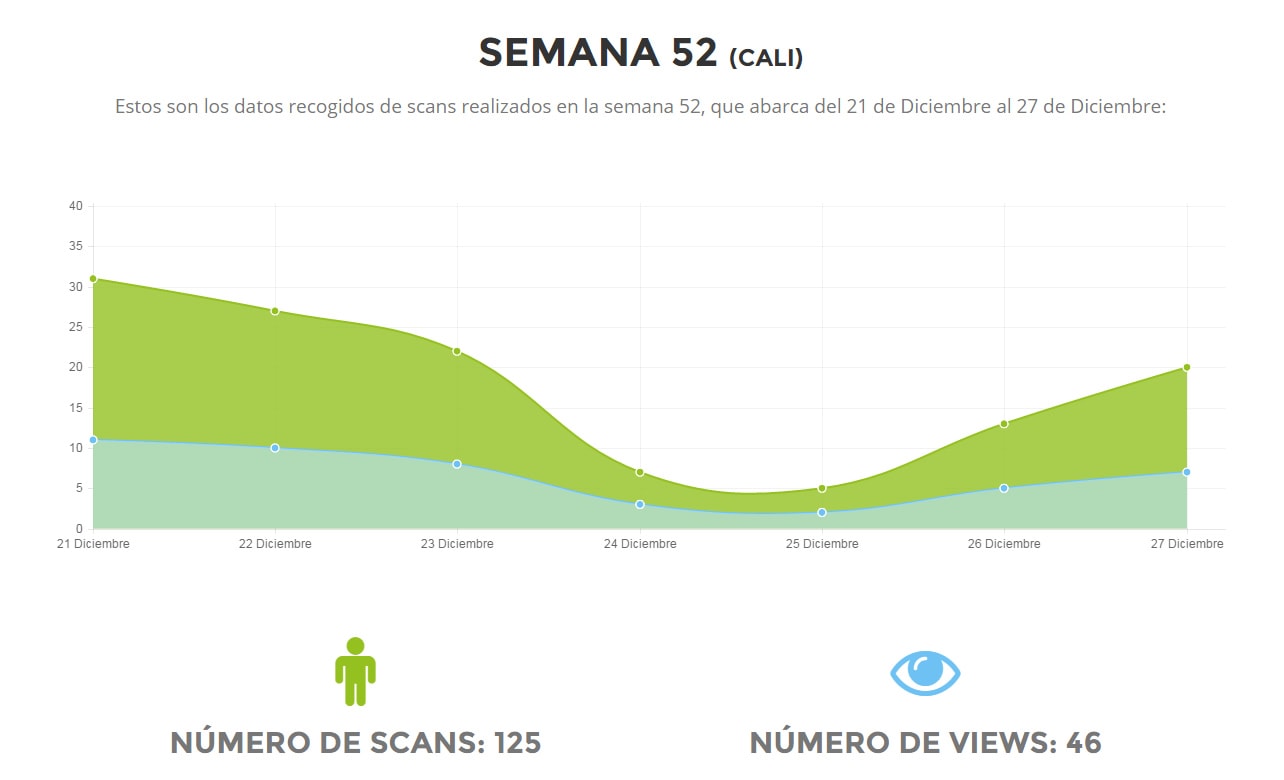 SEMANA 52 (CALI)
Estos son los datos recogidos de scans realizados en la semana 52, que abarca del 21 de Diciembre al 27 de Diciembre:
40
35
30
25
20
15
10
5
0
21 Diciembre 22 Diciembre 23 Diciembre 24 Diciembre 25 Diciembre 26 Diciembre 27 Diciembre
NÚMERO DE SCANS: 125 NÚMERO DE VIEWS: 46